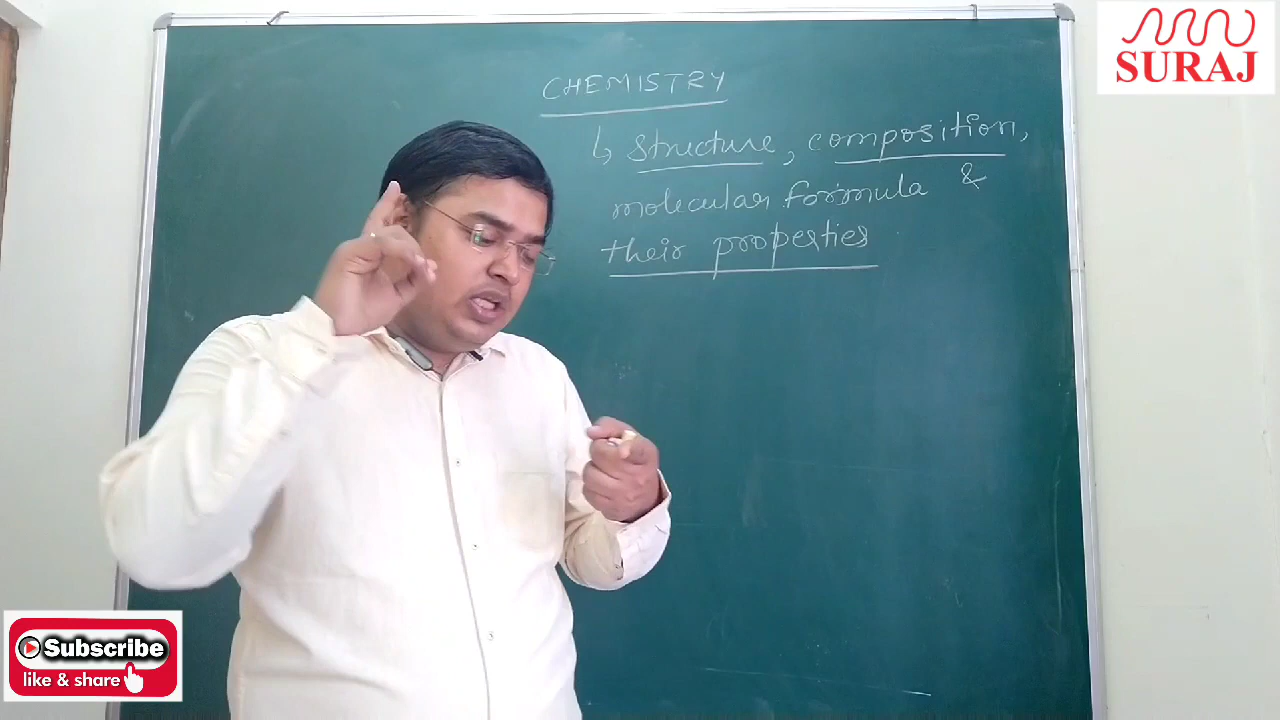 SURAJ
CHEMISTRY
↳ structure, composition,
molecular formula &
their properties
Subscribe
like & share